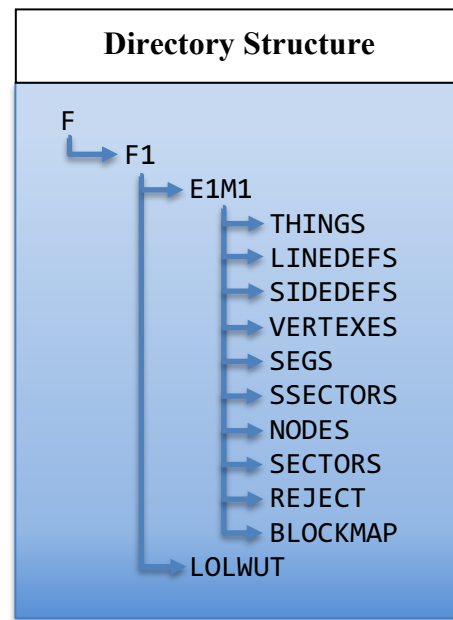 Directory Structure
F
F1
E1M1
THINGS
LINEDEFS
SIDEDEFS
VERTEXES
SEGS
SSECTORS
NODES
SECTORS
REJECT
BLOCKMAP
LOLWUT